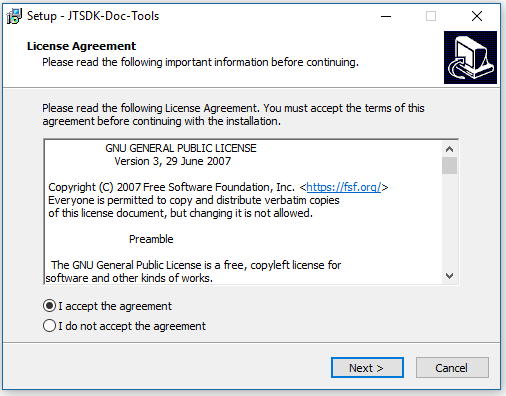 Setup - JTSDK-Doc-Tools
License Agreement
Please read the following important information before continuing.
Please read the following License Agreement. You must accept the terms of this
agreement before continuing with the installation.
GNU GENERAL PUBLIC LICENSE
Version 3, 29 June 2007
Copyright (C) 2007 Free Software Foundation, Inc. <https://fsf.org/>
Everyone is permitted to copy and distribute verbatim copies
of this license document, but changing it is not allowed.
Preamble
The GNU General Public License is a free, copyleft license for
software and other kinds of works.
I accept the agreement
I do not accept the agreement
Next >
Cancel